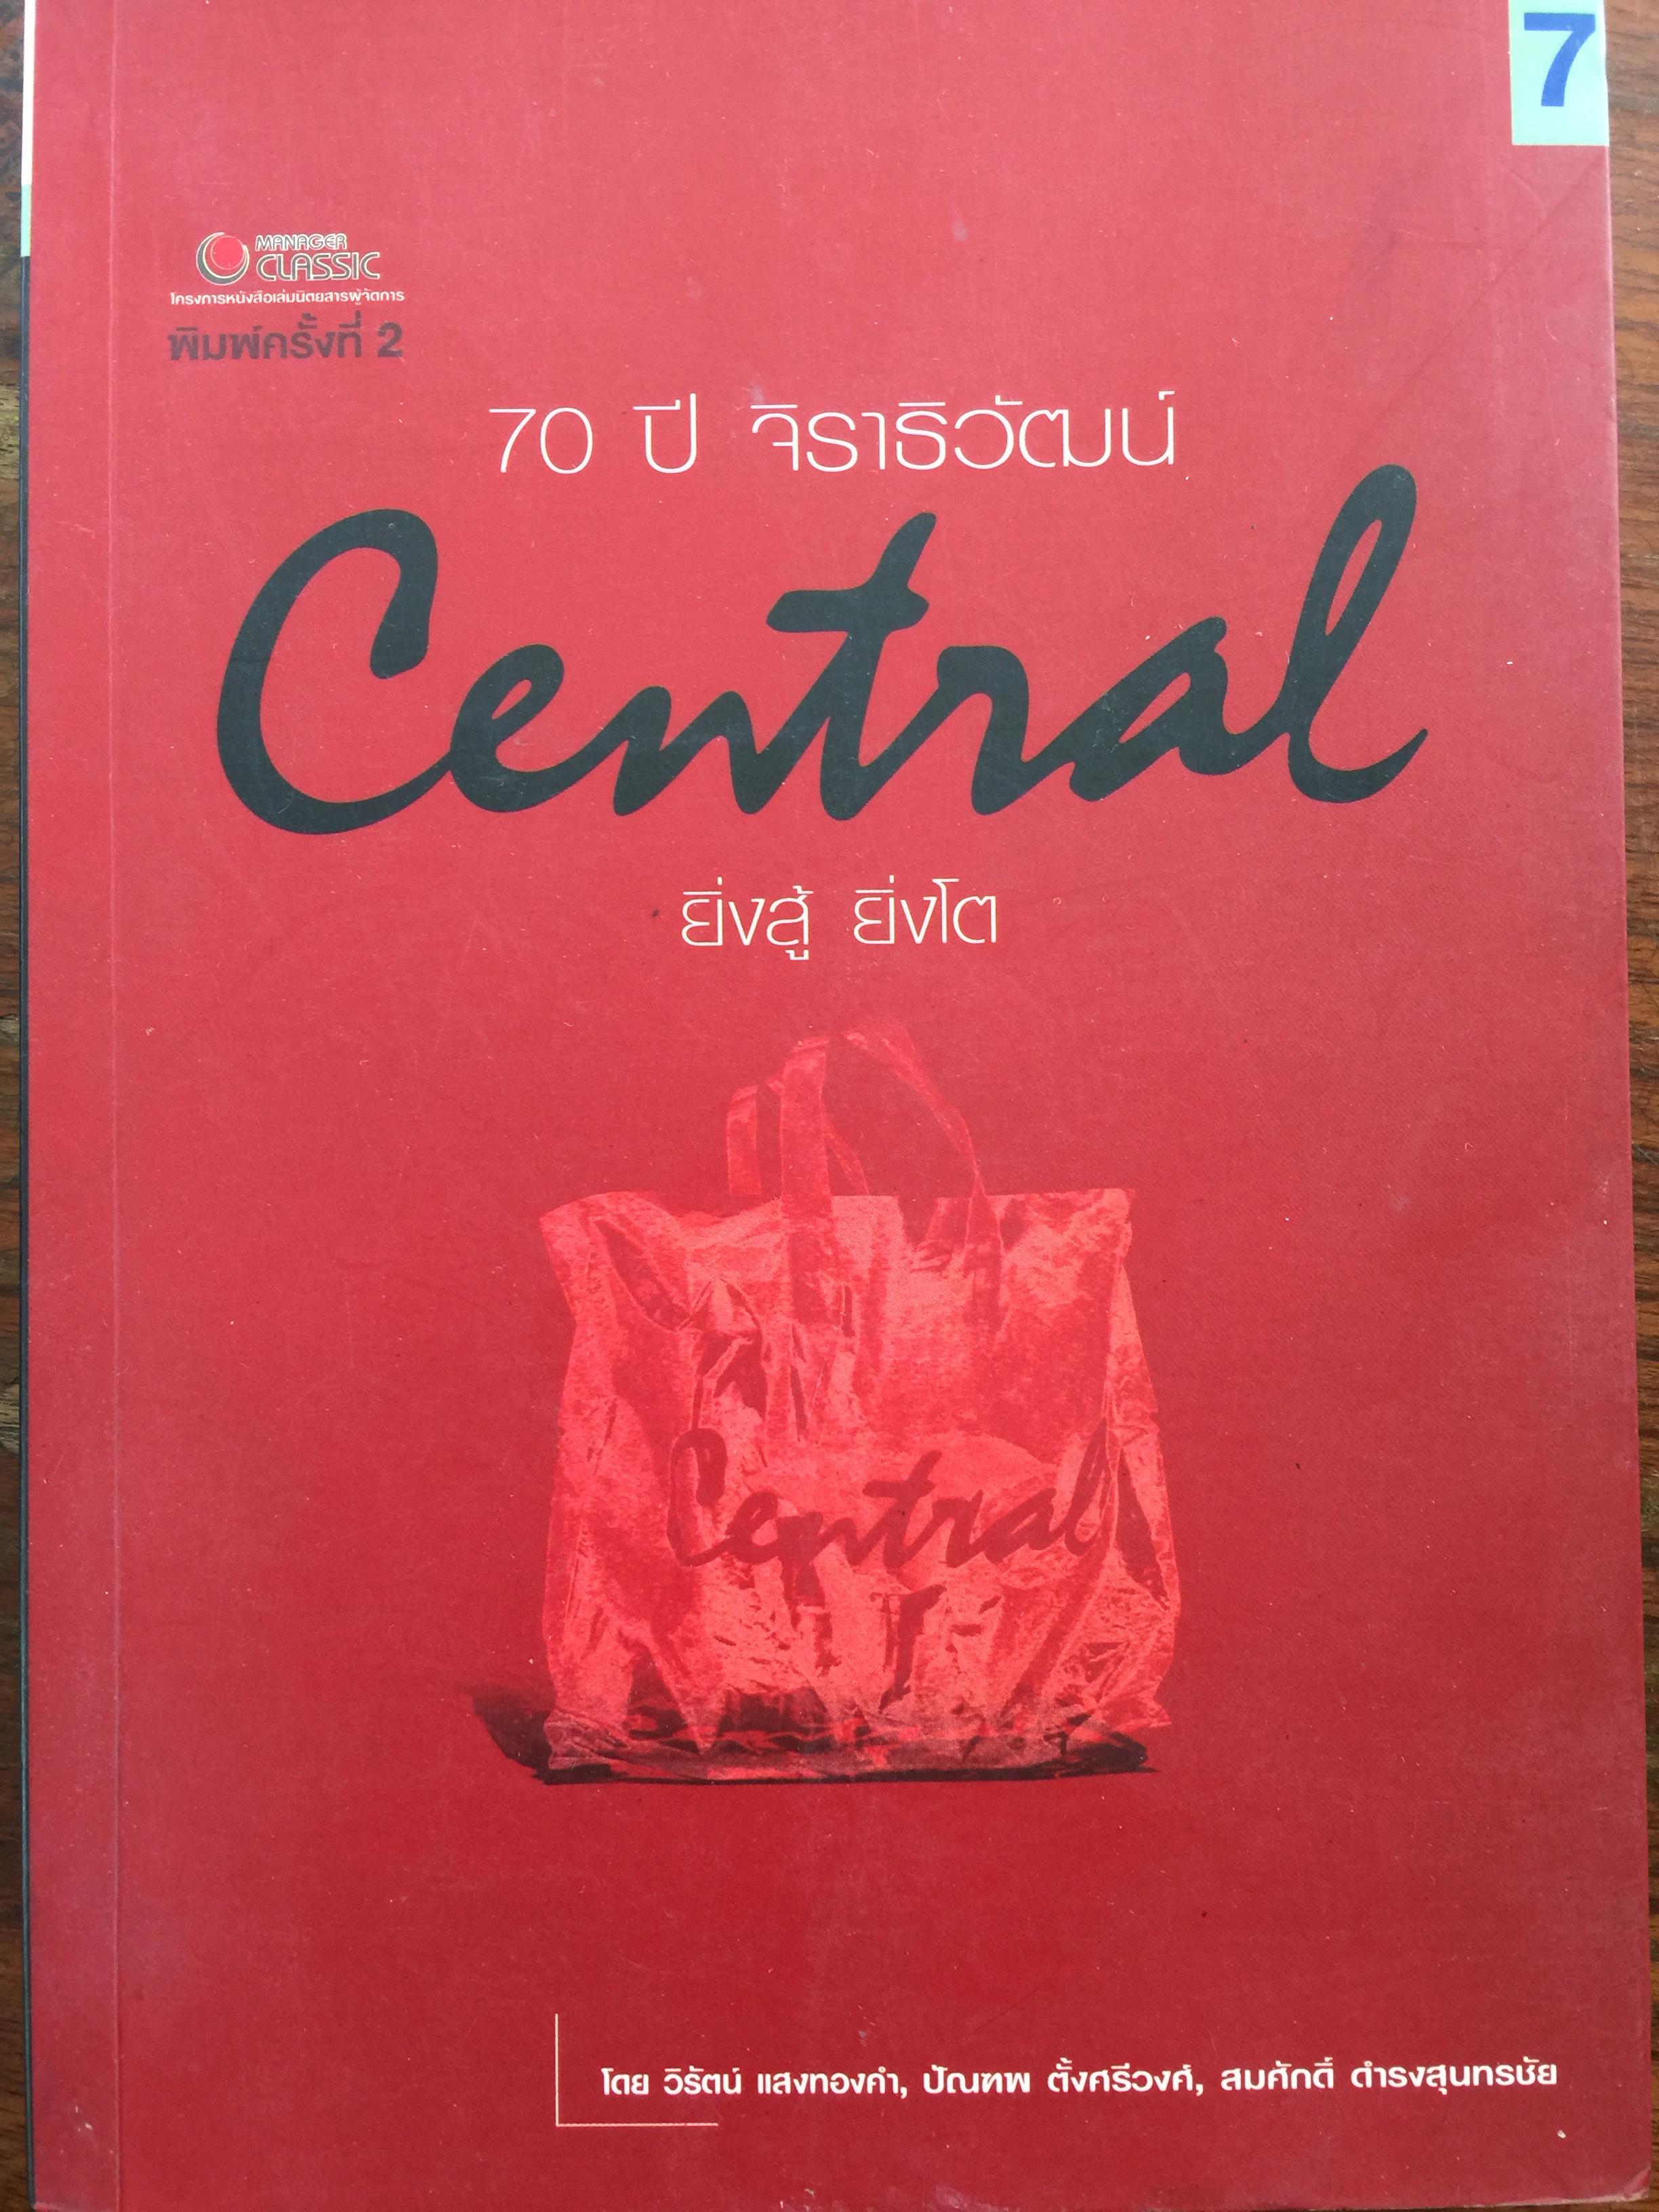 7
MANAGER
CLASSIC
โครงการหนังสือเล่มนิตยสารผู้จัดการ
พิมพ์ครั้งที่ 2
70 ปี จิราธิวัฒน์
Central
ยิ่งสู้ ยิ่งโต
Central
โดย วิรัตน์ แสงทองคำ, ปัณฑพ ตั้งศรีวงศ์, สมศักดิ์ ดำรงสุนทรชัย